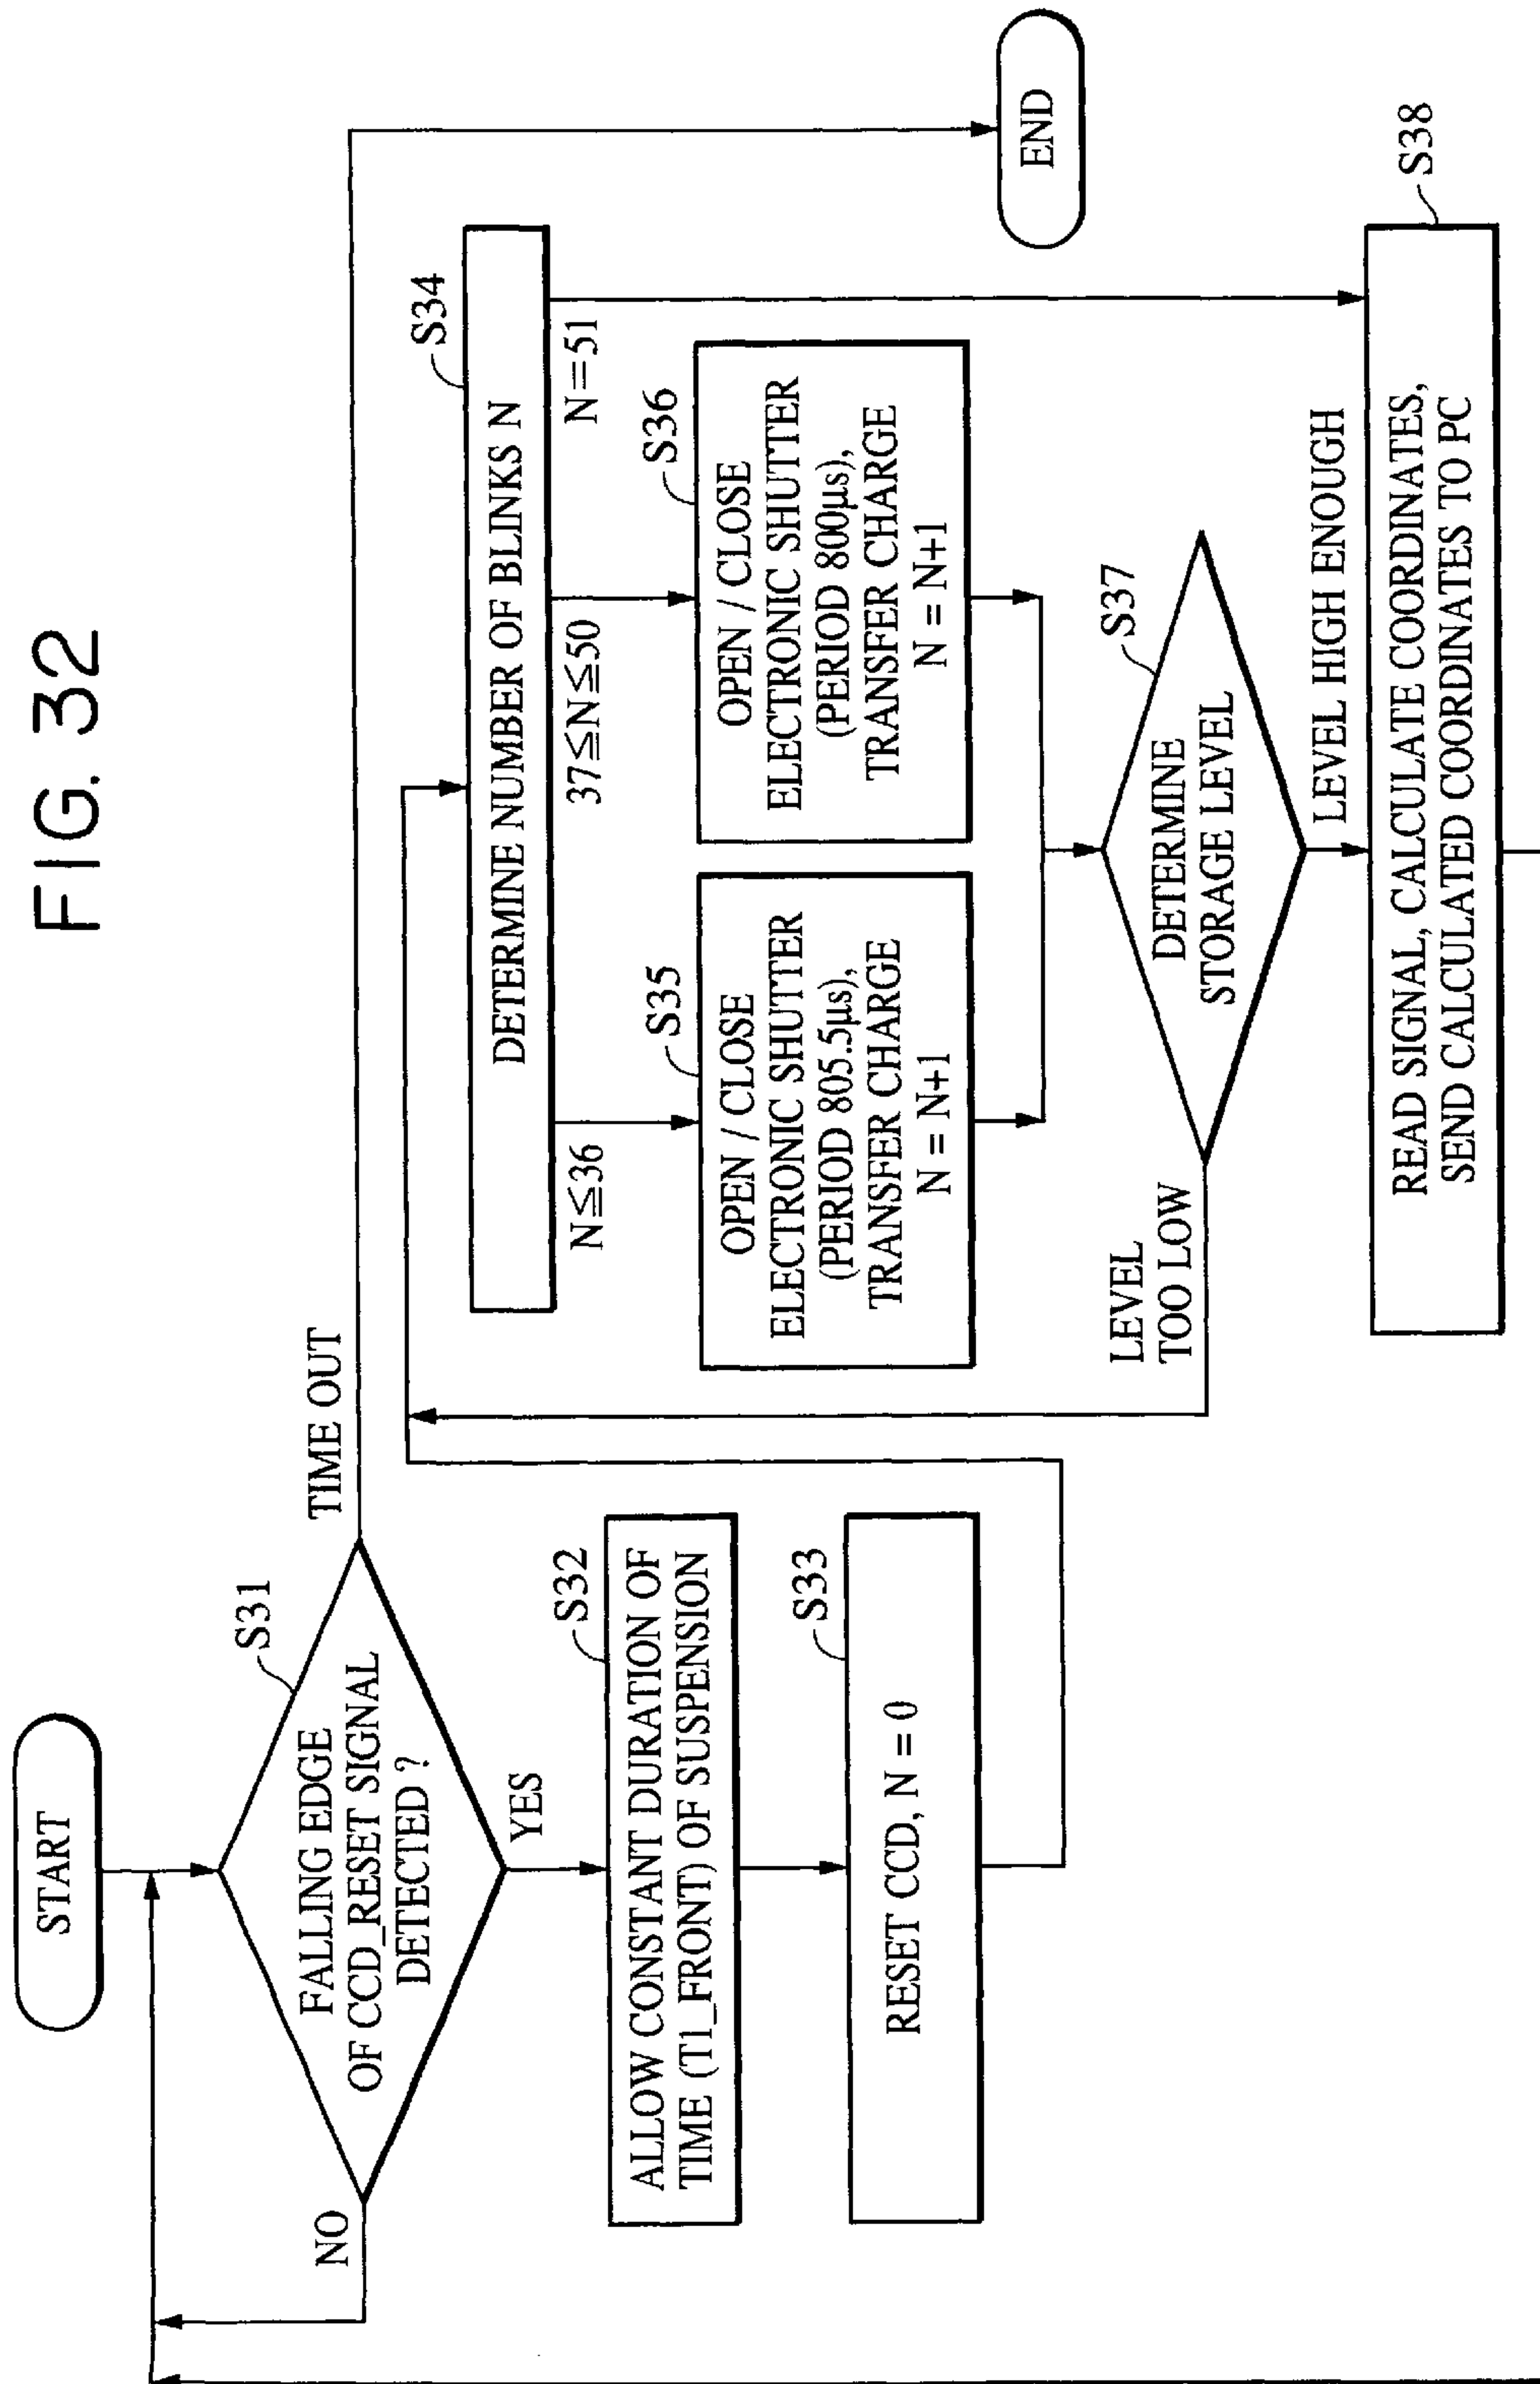 FIG. 32
START
FALLING EDGE
OF CCD_RESET SIGNAL
DETECTED ?
S31
NO
YES
TIME OUT
ALLOW CONSTANT DURATION OF
TIME (T1_FRONT) OF SUSPENSION
S32
RESET CCD, N = 0
S33
DETERMINE NUMBER OF BLINKS N
S34
N≦36
37≦N≦50
N=51
OPEN / CLOSE
ELECTRONIC SHUTTER
(PERIOD 805.5µs),
TRANSFER CHARGE
N = N+1
S35
OPEN / CLOSE
ELECTRONIC SHUTTER
(PERIOD 800µs),
TRANSFER CHARGE
N = N+1
S36
DETERMINE
STORAGE LEVEL
S37
LEVEL
TOO LOW
LEVEL HIGH ENOUGH
READ SIGNAL, CALCULATE COORDINATES,
SEND CALCULATED COORDINATES TO PC
S38
END